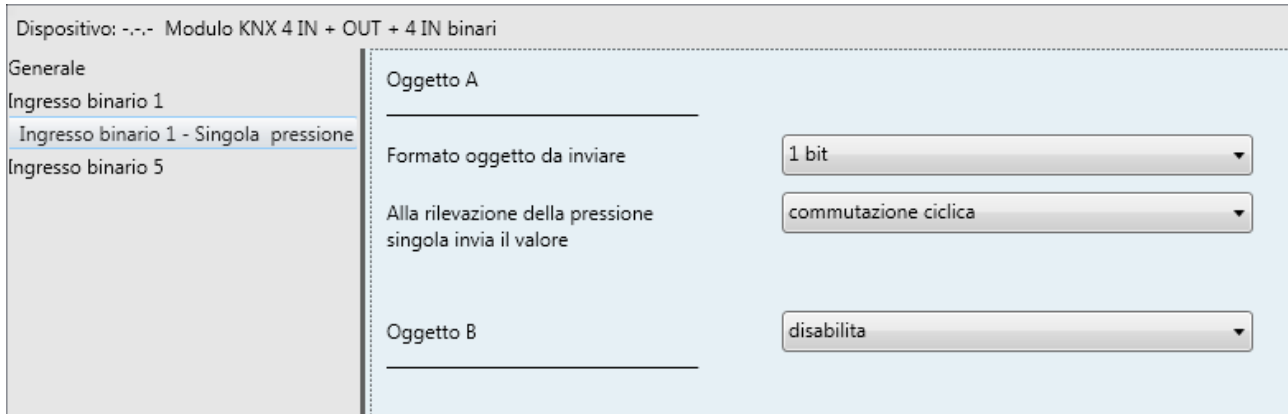 Dispositivo: -.-.- Modulo KNX 4 IN + OUT + 4 IN binari
Generale
Ingresso binario 1
Ingresso binario 1 - Singola pressione
Ingresso binario 5
Oggetto A
Formato oggetto da inviare
1 bit
Alla rilevazione della pressione
singola invia il valore
commutazione ciclica
Oggetto B
disabilita